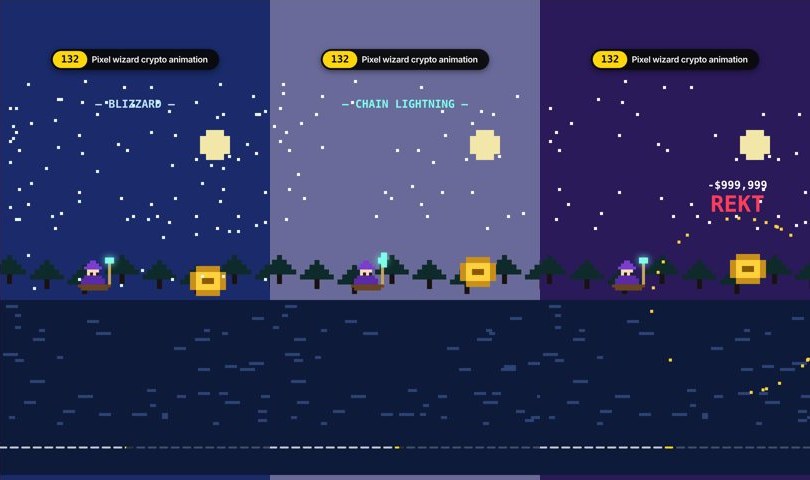 132 Pixel wizard crypto animation
— BLIZZARD —
132 Pixel wizard crypto animation
— CHAIN LIGHTNING —
132 Pixel wizard crypto animation
-$999,999
REKT